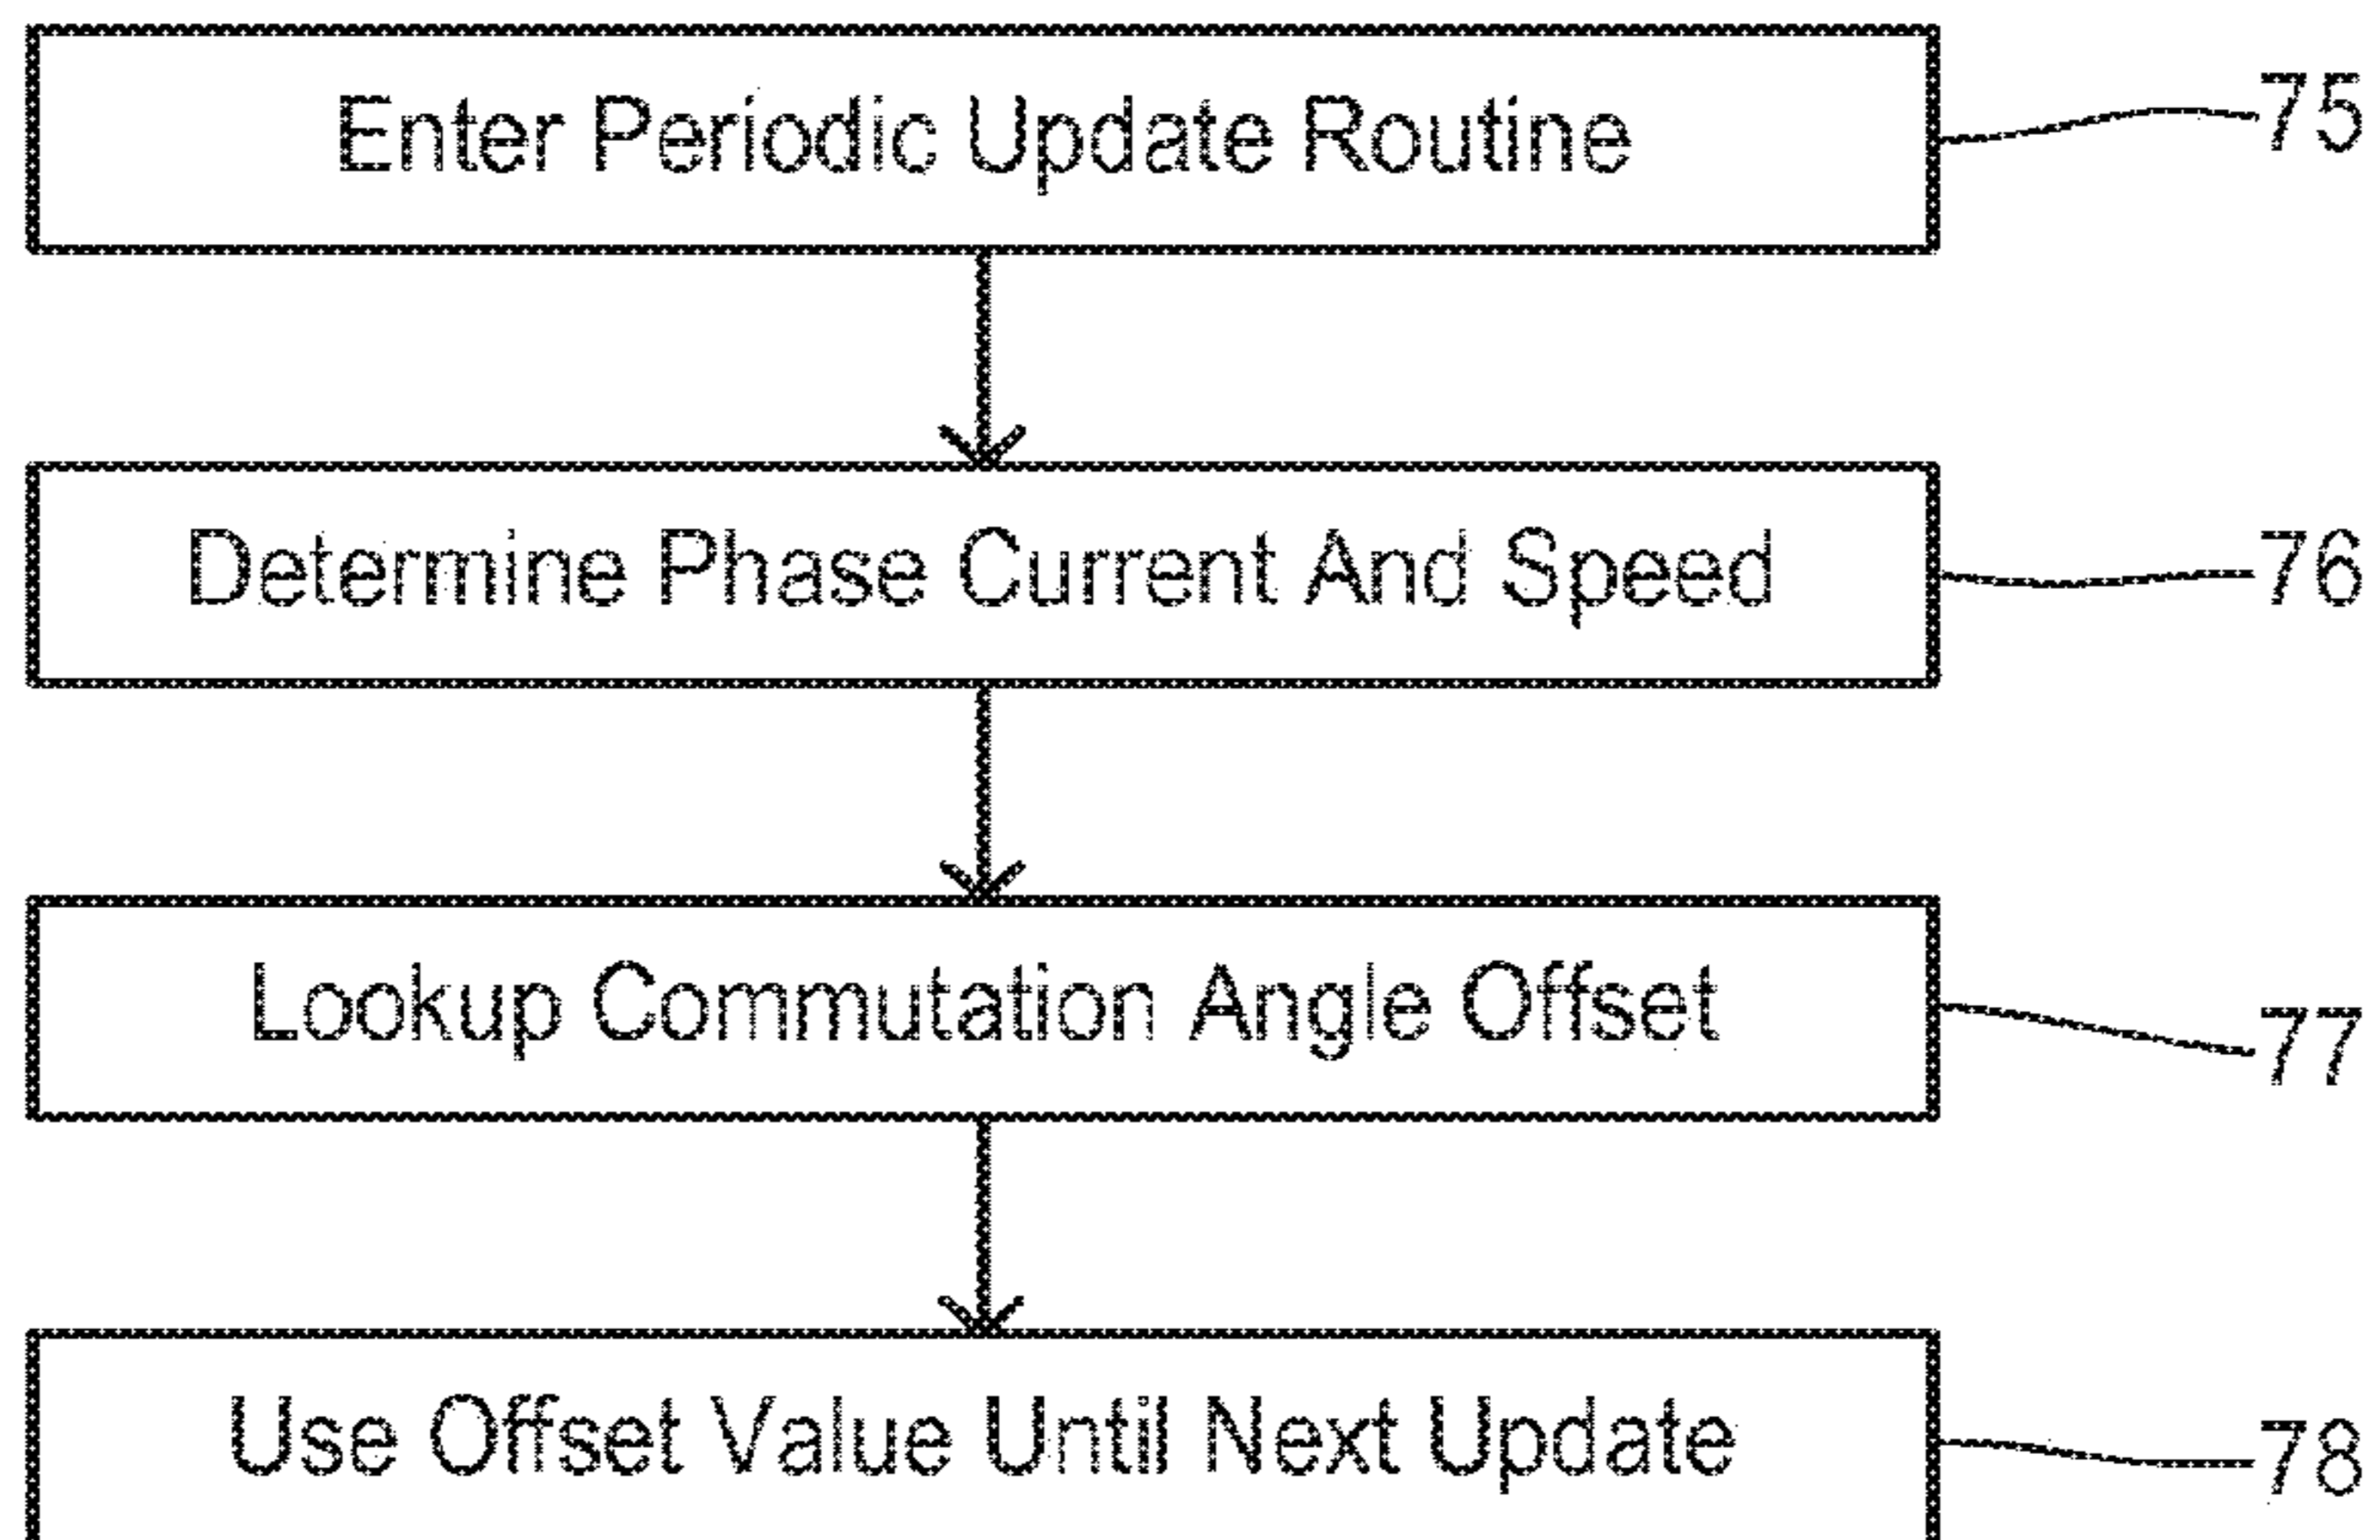 Enter Periodic Update Routine
75
Determine Phase Current And Speed
76
Lookup Commutation Angle Offset
77
Use Offset Value Until Next Update
78